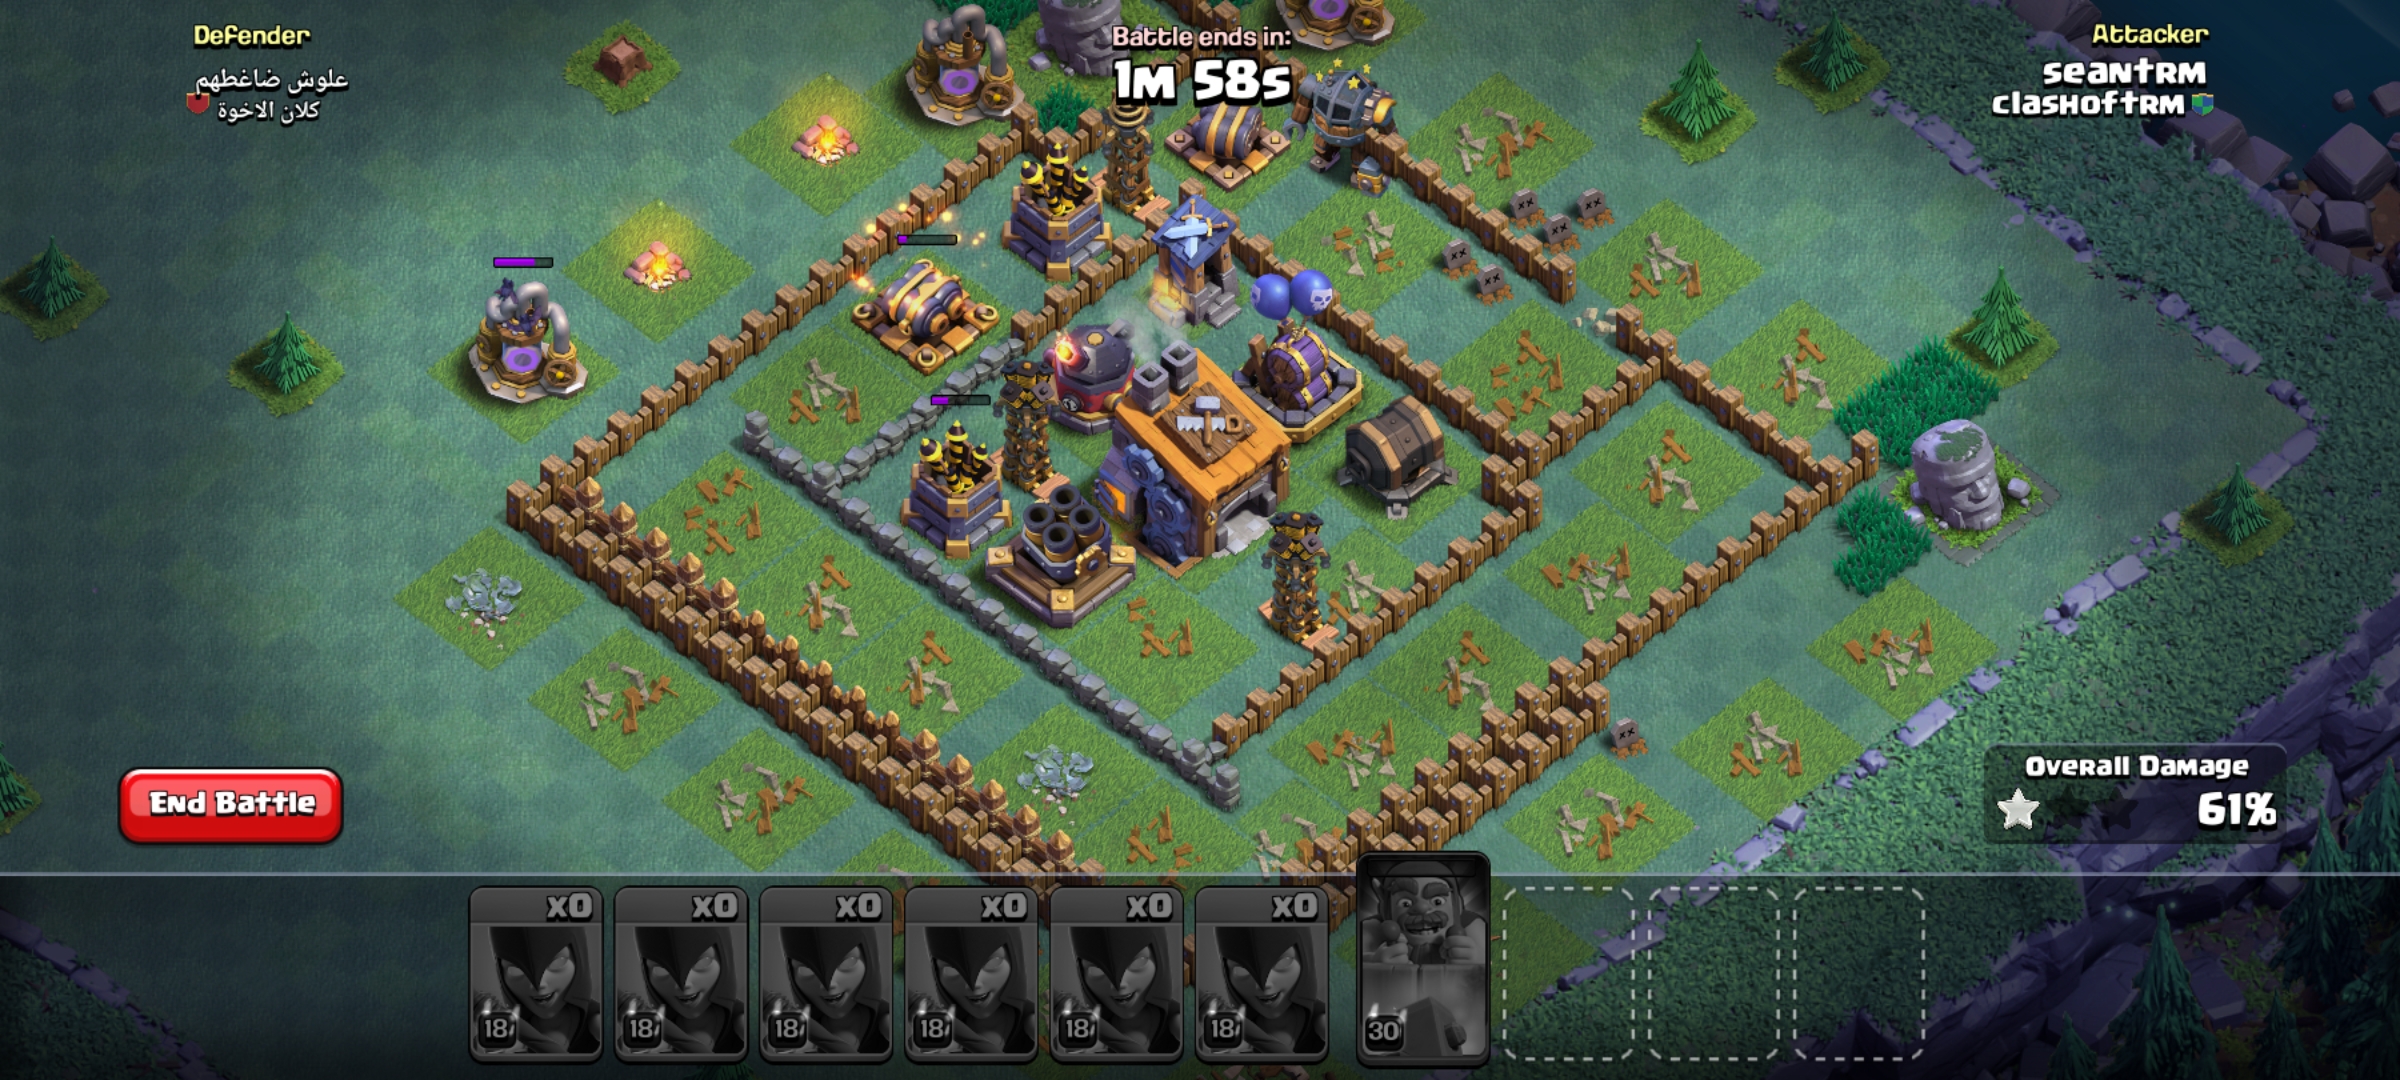 Defender
علوش ضاغطهم
كلان الاخوة
Battle ends in:
1M 58S
Attacker
seantRM
clashoftRM
End Battle
Overall Damage
61%
x0 x0 x0 x0 x0 x0
18 18 18 18 18 18 30